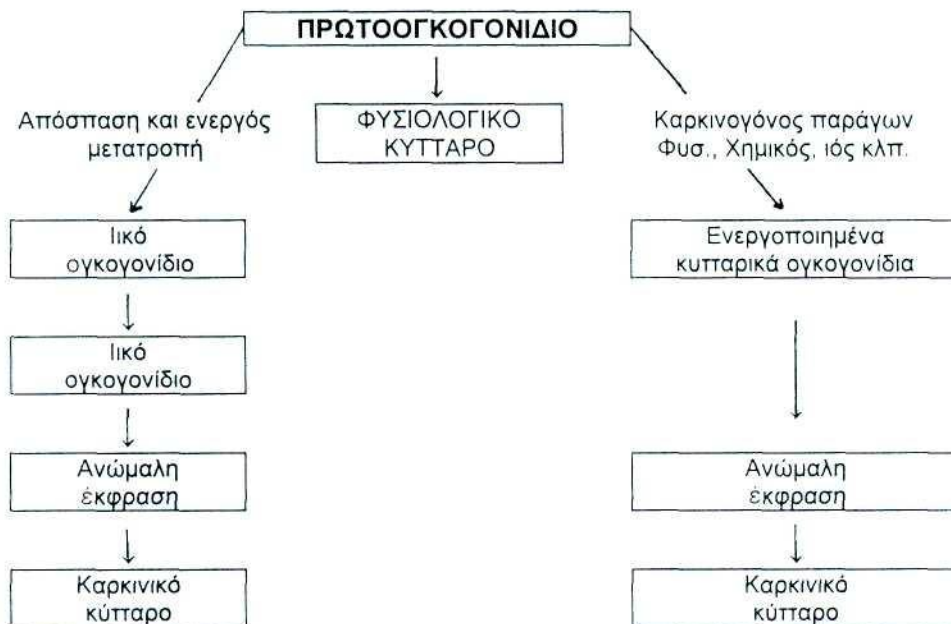 ΠΡΩΤΟΟΓΚΟΓΟΝΙΔΙΟ
Απόσπαση και ενεργός
μετατροπή
ΦΥΣΙΟΛΟΓΙΚΟ
ΚΥΤΤΑΡΟ
Καρκινογόνος παράγων
Φυσ., Χημικός, ιός κλπ.
Ιικό
ογκογονίδιο
Ενεργοποιημένα
κυτταρικά ογκογονίδια
Ιικό
ογκογονίδιο
Ανώμαλη
έκφραση
Ανώμαλη
έκφραση
Καρκινικό
κύτταρο
Καρκινικό
κύτταρο